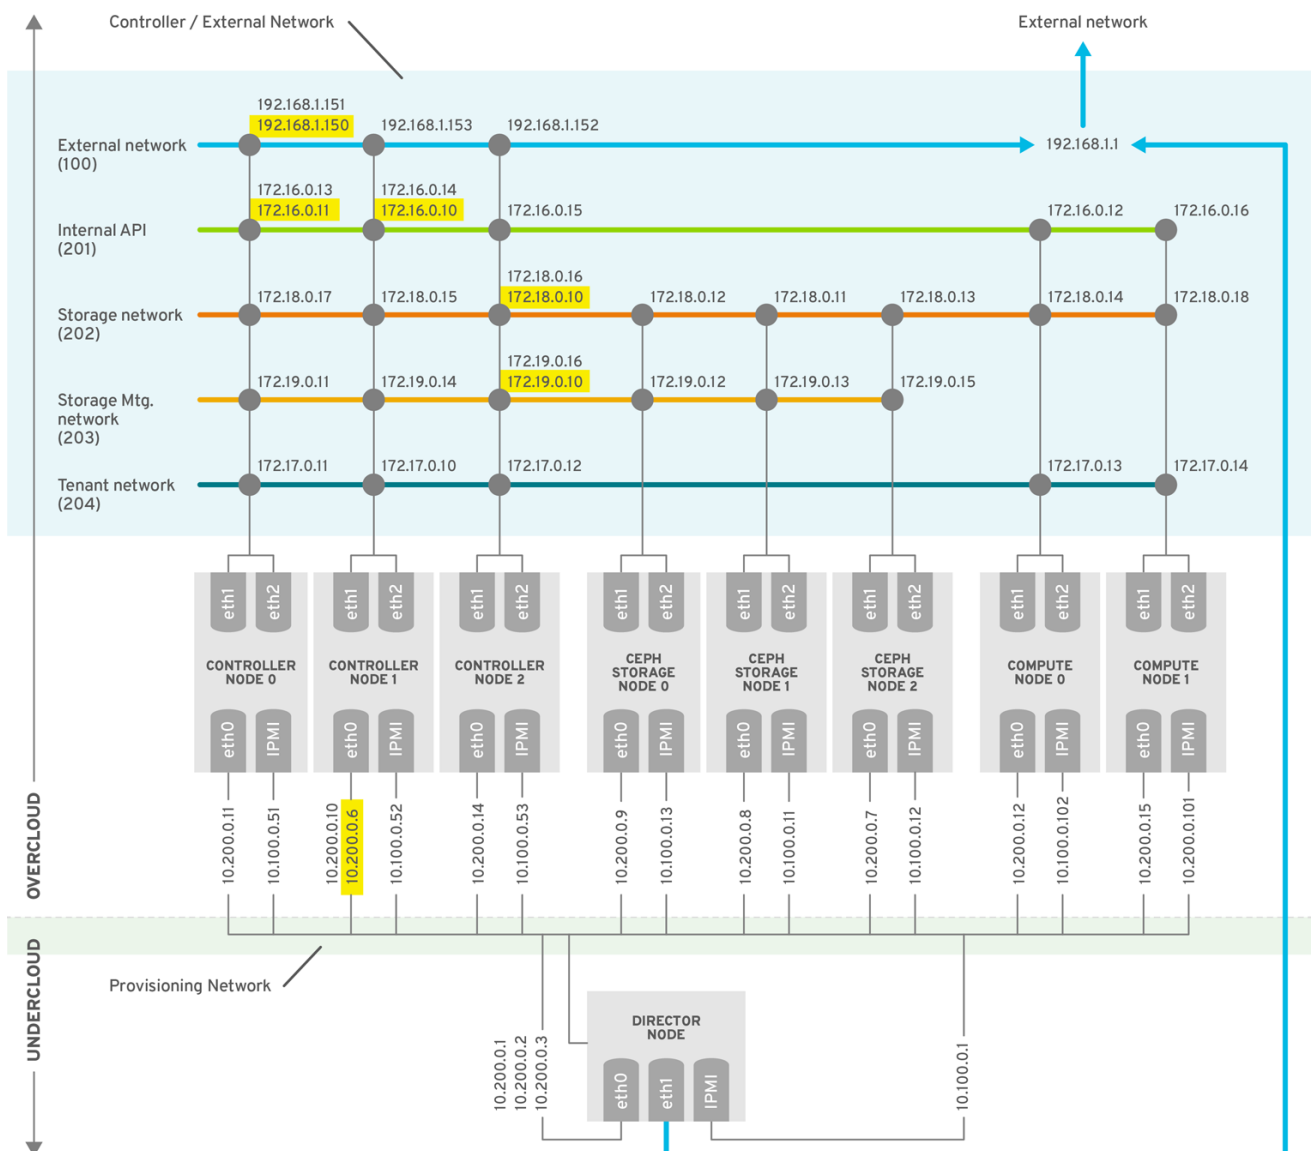 Controller / External Network
External network
192.168.1.151
192.168.1.150
192.168.1.153
192.168.1.152
External network
(100)
192.168.1.1
172.16.0.13
172.16.0.11
172.16.0.14
172.16.0.10
172.16.0.15
172.16.0.12
172.16.0.16
Internal API
(201)
172.18.0.17
172.18.0.15
172.18.0.16
172.18.0.10
172.18.0.12
172.18.0.11
172.18.0.13
172.18.0.14
172.18.0.18
Storage network
(202)
172.19.0.11
172.19.0.14
172.19.0.16
172.19.0.10
172.19.0.12
172.19.0.13
172.19.0.15
Storage Mtg.
network
(203)
172.17.0.11
172.17.0.10
172.17.0.12
172.17.0.13
172.17.0.14
Tenant network
(204)
eth1
eth2
eth1
eth2
eth1
eth2
eth1
eth2
eth1
eth2
eth1
eth2
eth1
eth2
eth1
eth2
CONTROLLER
NODE 0
CONTROLLER
NODE 1
CONTROLLER
NODE 2
CEPH
STORAGE
NODE 0
CEPH
STORAGE
NODE 1
CEPH
STORAGE
NODE 2
COMPUTE
NODE 0
COMPUTE
NODE 1
eth0
IPMI
eth0
IPMI
eth0
IPMI
eth0
IPMI
eth0
IPMI
eth0
IPMI
eth0
IPMI
eth0
IPMI
OVERCLOUD
10.200.0.11
10.100.0.51
10.200.0.10
10.200.0.6
10.100.0.52
10.200.0.14
10.100.0.53
10.200.0.9
10.100.0.13
10.200.0.8
10.100.0.11
10.200.0.7
10.100.0.12
10.200.0.12
10.100.0.102
10.200.0.15
10.200.0.101
UNDERCLOUD
Provisioning Network
DIRECTOR
NODE
10.200.0.1
10.200.0.2
10.200.0.3
eth0
eth1
IPMI
10.100.0.1